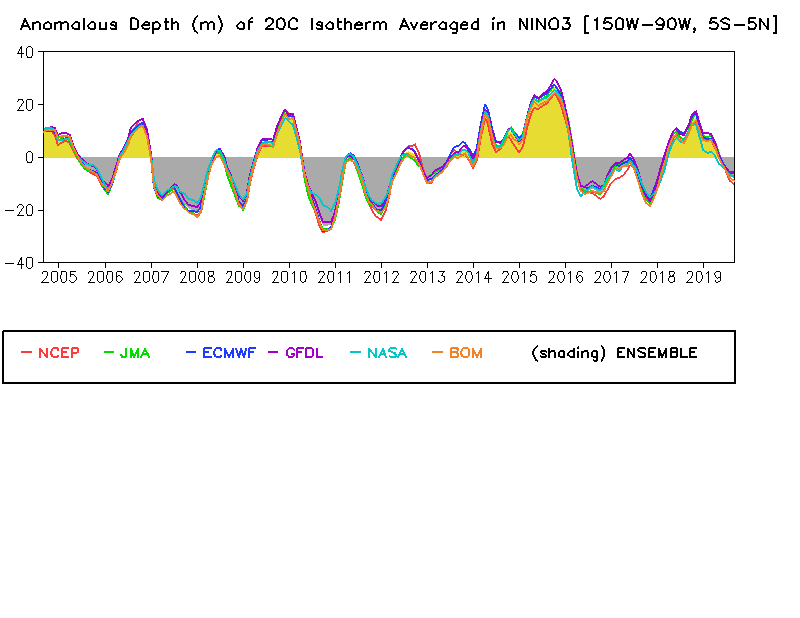 Anomalous Depth (m) of 20C Isotherm Averaged in NINO3 [150W-90W, 5S-5N]
40
20
0
-20
-40
2005 2006 2007 2008 2009 2010 2011 2012 2013 2014 2015 2016 2017 2018 2019
NCEP JMA ECMWF GFDL NASA BOM (shading) ENSEMBLE